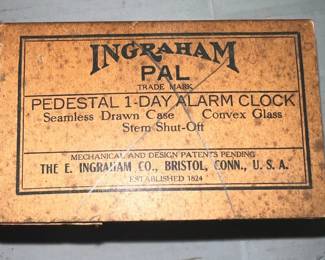 INGRAHAM
PAL
TRADE MARK
PEDESTAL 1-DAY ALARM CLOCK
Seamless Drawn Case Convex Glass
Stem Shut-Off
MECHANICAL AND DESIGN PATENTS PENDING
THE E. INGRAHAM CO., BRISTOL, CONN., U. S. A.
ESTABLISHED 1824